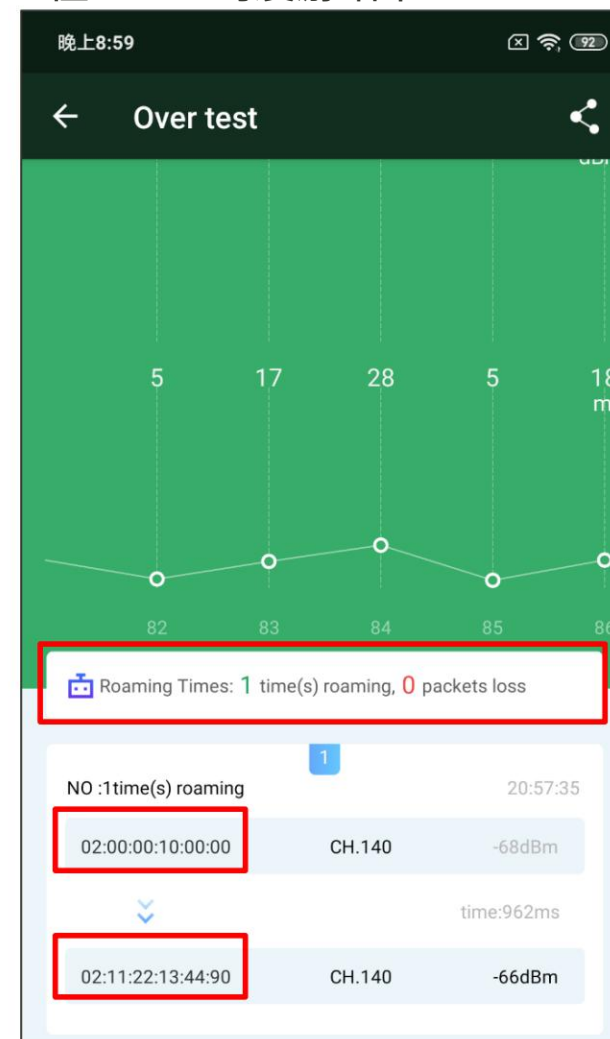 晚上8:59 92
Over test
5 17 28 5
82 83 84 85
Roaming Times: 1 time(s) roaming, 0 packets loss
1
NO :1time(s) roaming 20:57:35
02:00:00:10:00:00 CH.140 -68dBm
time:962ms
02:11:22:13:44:90 CH.140 -66dBm